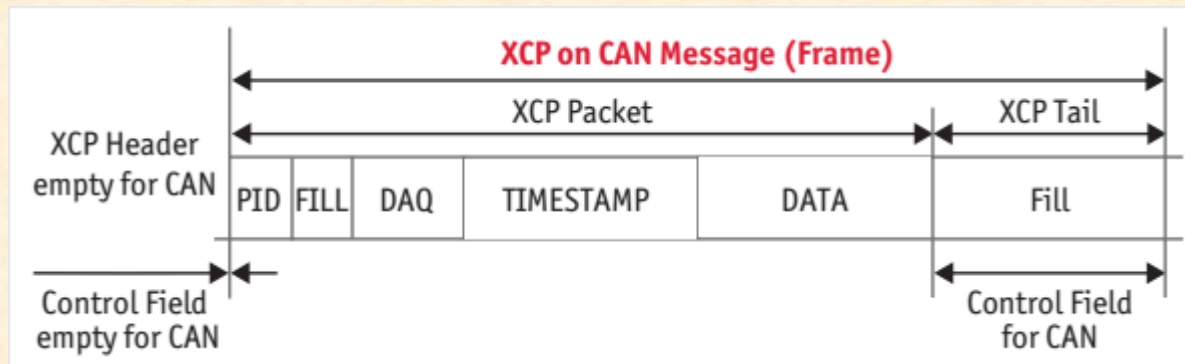 XCP on CAN Message (Frame)
XCP Packet
XCP Tail
XCP Header
empty for CAN
PID
FILL
DAQ
TIMESTAMP
DATA
Fill
Control Field
empty for CAN
Control Field
for CAN